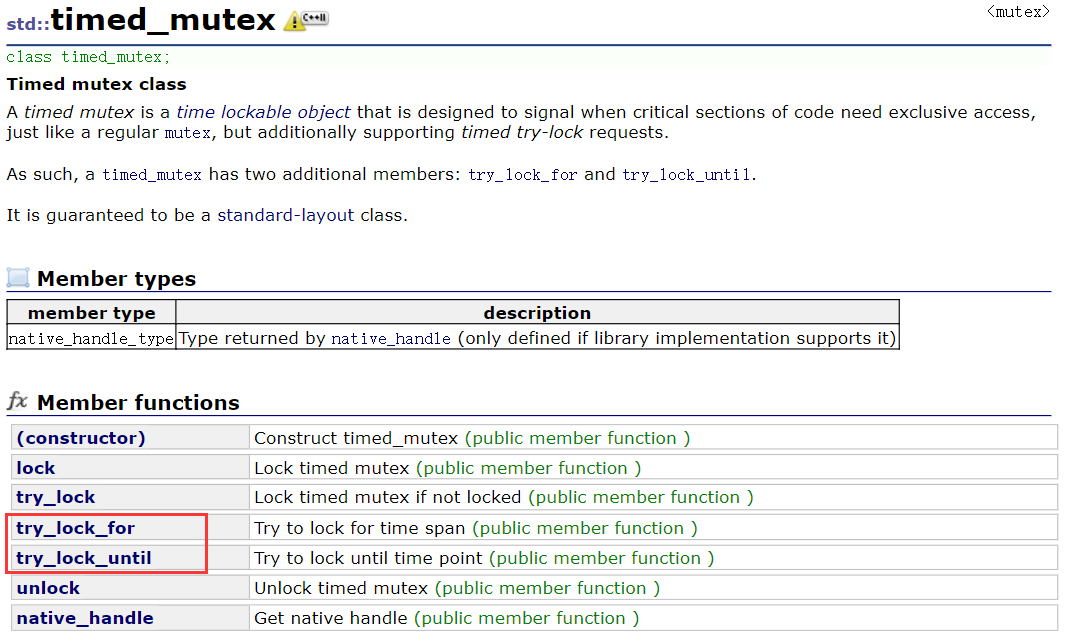 std::timed_mutex C++11 <mutex>
class timed_mutex;
Timed mutex class
A timed mutex is a time lockable object that is designed to signal when critical sections of code need exclusive access,
just like a regular mutex, but additionally supporting timed try-lock requests.
As such, a timed_mutex has two additional members: try_lock_for and try_lock_until.
It is guaranteed to be a standard-layout class.
Member types
member type description
native_handle_type Type returned by native_handle (only defined if library implementation supports it)
fx Member functions
(constructor) Construct timed_mutex (public member function )
lock Lock timed mutex (public member function )
try_lock Lock timed mutex if not locked (public member function )
try_lock_for Try to lock for time span (public member function )
try_lock_until Try to lock until time point (public member function )
unlock Unlock timed mutex (public member function )
native_handle Get native handle (public member function )